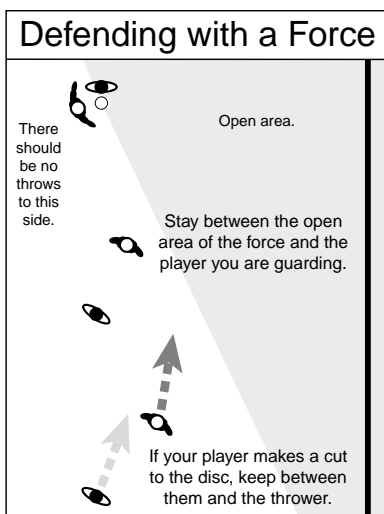 Defending with a Force
There
should
be no
throws
to this
side.
Open area.
Stay between the open
area of the force and the
player you are guarding.
If your player makes a cut
to the disc, keep between
them and the thrower.